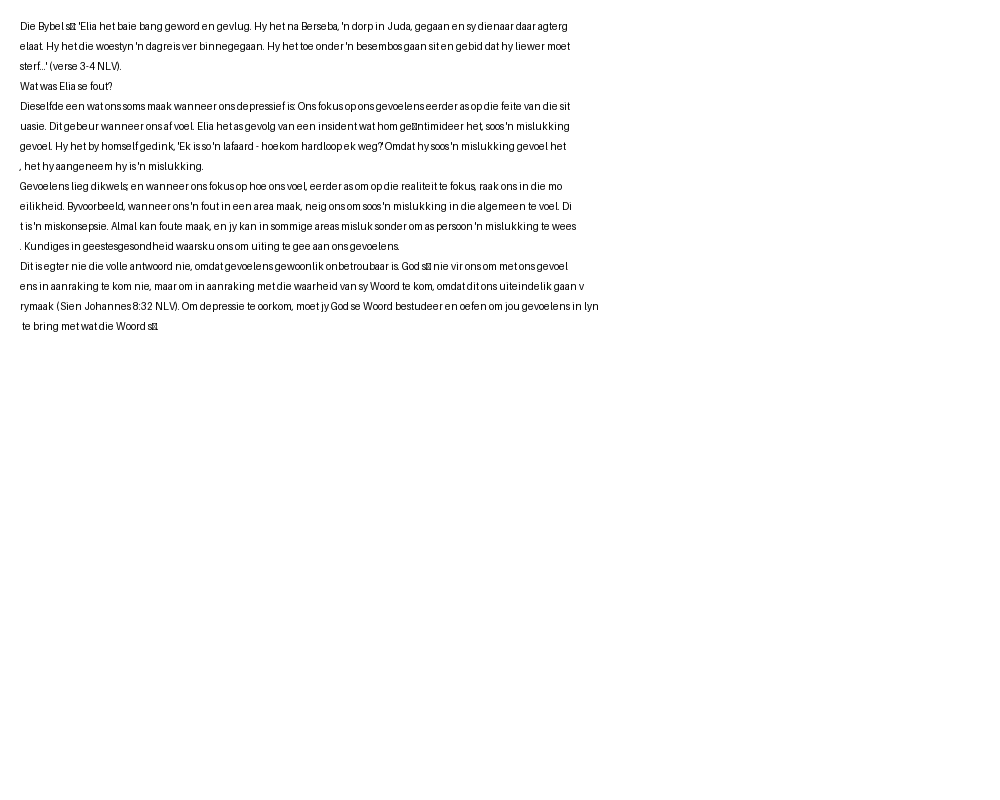 Die Bybel s□: 'Elia het baie bang geword en gevlug. Hy het na Berseba, 'n dorp in Juda, gegaan en sy dienaar daar agterg
elaat. Hy het die woestyn 'n dagreis ver binnegegaan. Hy het toe onder 'n besembos gaan sit en gebid dat hy liewer moet
sterf...' (verse 3-4 NLV).
Wat was Elia se fout?
Dieselfde een wat ons soms maak wanneer ons depressief is: Ons fokus op ons gevoelens eerder as op die feite van die sit
uasie. Dit gebeur wanneer ons af voel. Elia het as gevolg van een insident wat hom ge□ntimideer het, soos 'n mislukking
gevoel. Hy het by homself gedink, 'Ek is so 'n lafaard - hoekom hardloop ek weg?' Omdat hy soos 'n mislukking gevoel het
, het hy aangeneem hy is 'n mislukking.
Gevoelens lieg dikwels; en wanneer ons fokus op hoe ons voel, eerder as om op die realiteit te fokus, raak ons in die mo
eilikheid. Byvoorbeeld, wanneer ons 'n fout in een area maak, neig ons om soos 'n mislukking in die algemeen te voel. Di
t is 'n miskonsepsie. Almal kan foute maak, en jy kan in sommige areas misluk sonder om as persoon 'n mislukking te wees
. Kundiges in geestesgesondheid waarsku ons om uiting te gee aan ons gevoelens.
Dit is egter nie die volle antwoord nie, omdat gevoelens gewoonlik onbetroubaar is. God s□ nie vir ons om met ons gevoel
ens in aanraking te kom nie, maar om in aanraking met die waarheid van sy Woord te kom, omdat dit ons uiteindelik gaan v
rymaak (Sien Johannes 8:32 NLV). Om depressie te oorkom, moet jy God se Woord bestudeer en oefen om jou gevoelens in lyn
te bring met wat die Woord s□.